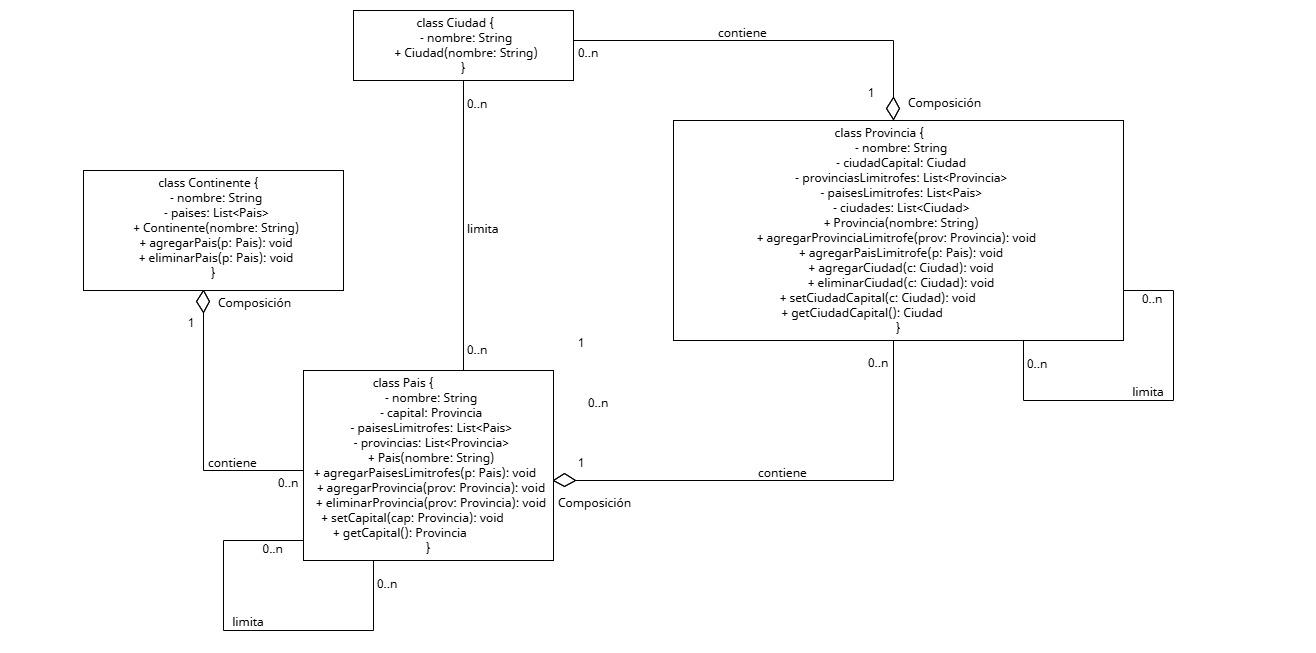 class Ciudad {
- nombre: String
+ Ciudad(nombre: String)
}
contiene
0..n
1
Composición
0..n
limita
0..n
class Provincia {
- nombre: String
- ciudadCapital: Ciudad
- provinciasLimitrofes: List<Provincia>
- paisesLimitrofes: List<Pais>
- ciudades: List<Ciudad>
+ Provincia(nombre: String)
+ agregarProvinciaLimitrofe(prov: Provincia): void
+ agregarPaisLimitrofe(p: Pais): void
+ agregarCiudad(c: Ciudad): void
+ eliminarCiudad(c: Ciudad): void
+ setCiudadCapital(c: Ciudad): void
+ getCiudadCapital(): Ciudad
}
0..n
0..n
limita
0..n
class Continente {
- nombre: String
- paises: List<Pais>
+ Continente(nombre: String)
+ agregarPais(p: Pais): void
+ eliminarPais(p: Pais): void
}
Composición
1
contiene
0..n
1
0..n
class Pais {
- nombre: String
- capital: Provincia
- paisesLimitrofes: List<Pais>
- provincias: List<Provincia>
+ Pais(nombre: String)
+ agregarPaisesLimitrofes(p: Pais): void
+ agregarProvincia(prov: Provincia): void
+ eliminarProvincia(prov: Provincia): void
+ setCapital(cap: Provincia): void
+ getCapital(): Provincia
}
1
contiene
Composición
0..n
0..n
limita